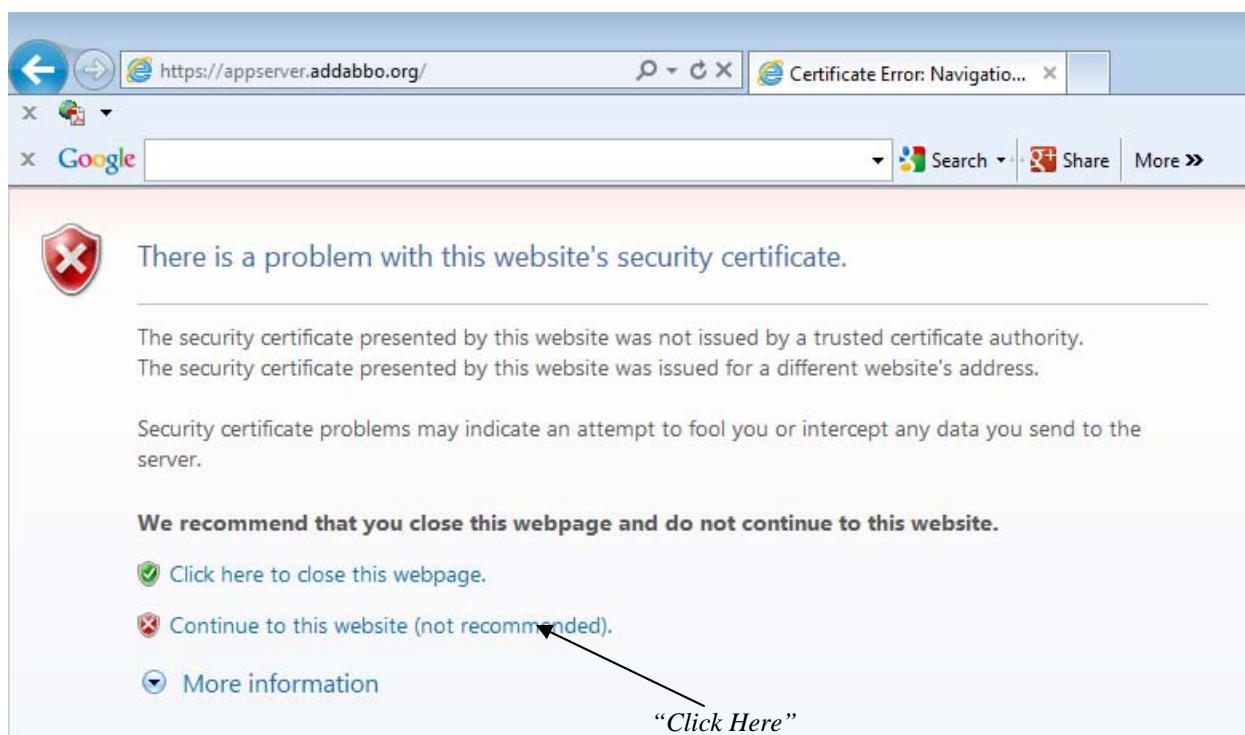 https://appserver.addabbo.org/
Certificate Error: Navigatio...
Google
Search
Share
More »
There is a problem with this website's security certificate.
The security certificate presented by this website was not issued by a trusted certificate authority.
The security certificate presented by this website was issued for a different website's address.
Security certificate problems may indicate an attempt to fool you or intercept any data you send to the
server.
We recommend that you close this webpage and do not continue to this website.
Click here to close this webpage.
Continue to this website (not recommended).
More information
“Click Here”